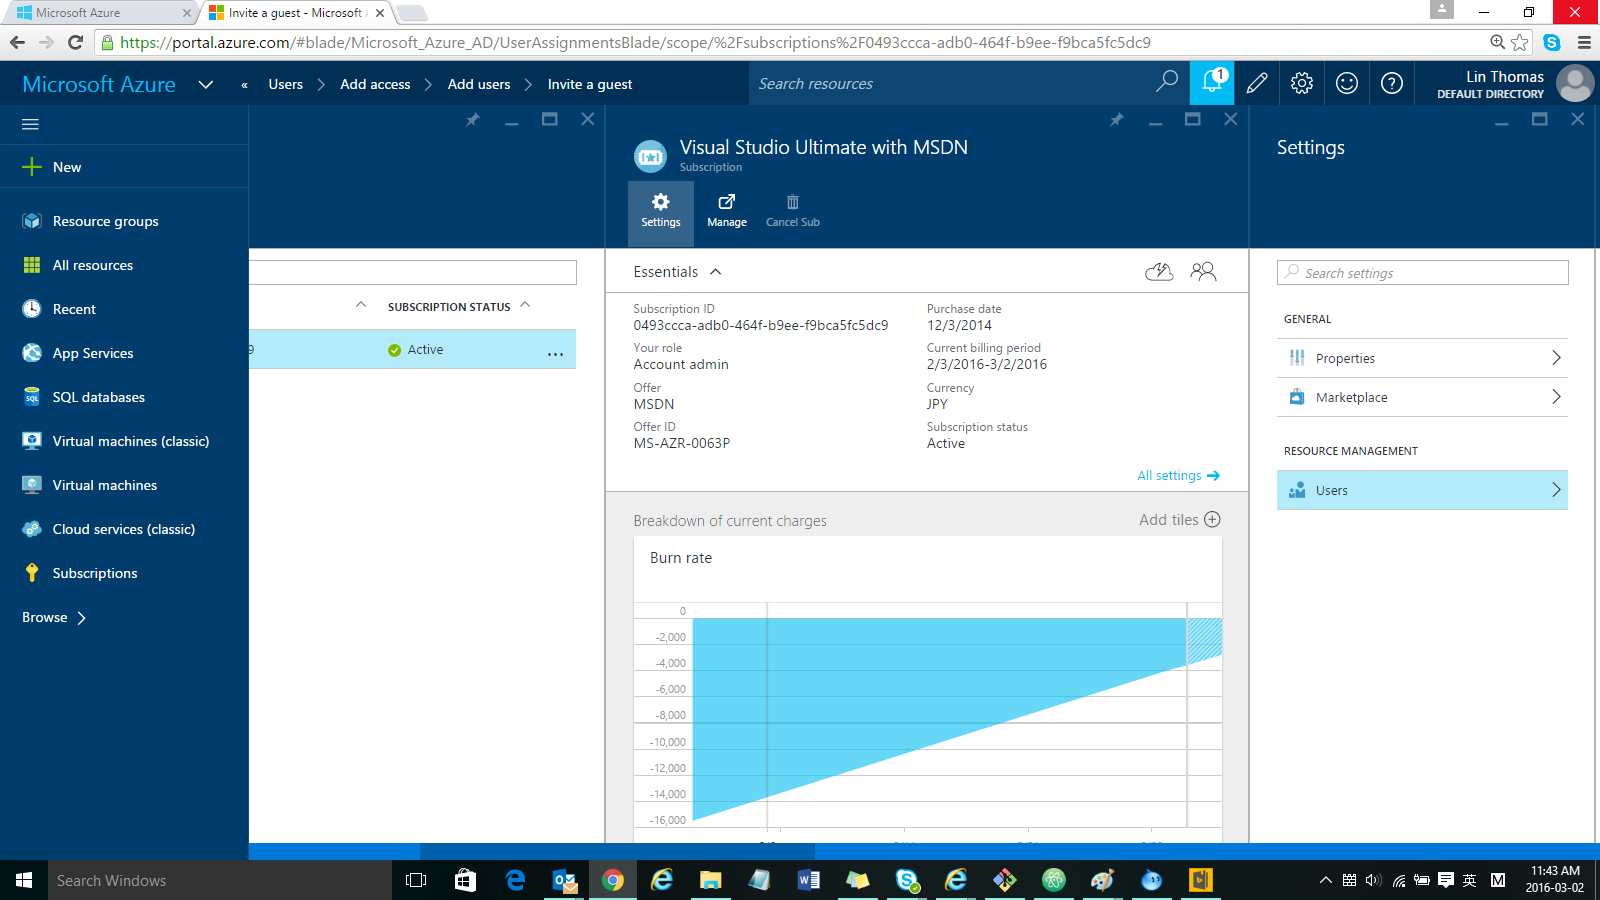 Microsoft Azure
Invite a guest - Microsoft
https://portal.azure.com/#blade/Microsoft_Azure_AD/UserAssignmentsBlade/scope/%2Fsubscriptions%2F0493ccca-adb0-464f-b9ee-f9bca5fc5dc9
Microsoft Azure
« Users > Add access > Add users > Invite a guest
Search resources
1
Lin Thomas
DEFAULT DIRECTORY
New
Resource groups
All resources
Recent
App Services
SQL databases
Virtual machines (classic)
Virtual machines
Cloud services (classic)
Subscriptions
Browse >
SUBSCRIPTION STATUS
9
Active
...
Visual Studio Ultimate with MSDN
Subscription
Settings
Manage
Cancel Sub
Essentials
Subscription ID
0493ccca-adb0-464f-b9ee-f9bca5fc5dc9
Your role
Account admin
Offer
MSDN
Offer ID
MS-AZR-0063P
Purchase date
12/3/2014
Current billing period
2/3/2016-3/2/2016
Currency
JPY
Subscription status
Active
All settings
Breakdown of current charges
Add tiles
Burn rate
0
-2,000
-4,000
-6,000
-8,000
-10,000
-12,000
-14,000
-16,000
Settings
Search settings
GENERAL
Properties
Marketplace
RESOURCE MANAGEMENT
Users
Search Windows
英
M
11:43 AM
2016-03-02